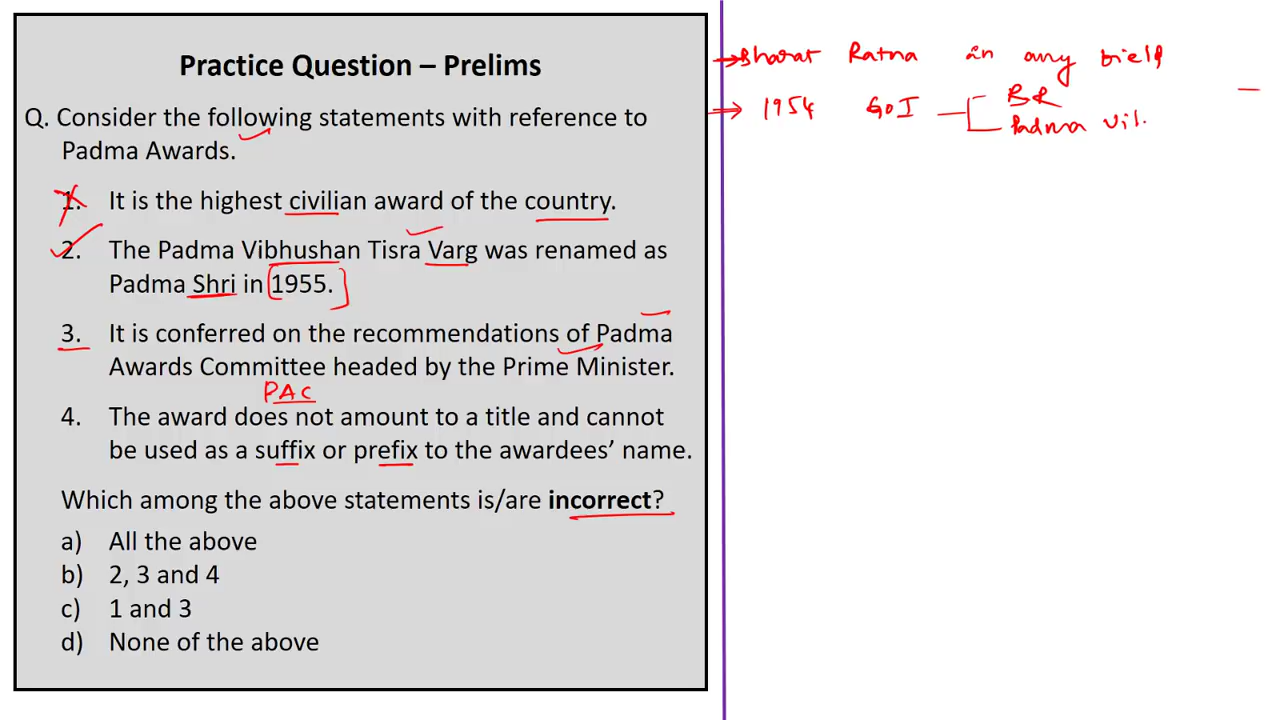 Practice Question – Prelims
Q. Consider the following statements with reference to
Padma Awards.
1. It is the highest civilian award of the country.
2. The Padma Vibhushan Tisra Varg was renamed as
Padma Shri in 1955.
3. It is conferred on the recommendations of Padma
Awards Committee headed by the Prime Minister.
PAC
4. The award does not amount to a title and cannot
be used as a suffix or prefix to the awardees’ name.
Which among the above statements is/are incorrect?
a) All the above
b) 2, 3 and 4
c) 1 and 3
d) None of the above
Bharat Ratna in any field
1954 GOI BR
Padma Vil.